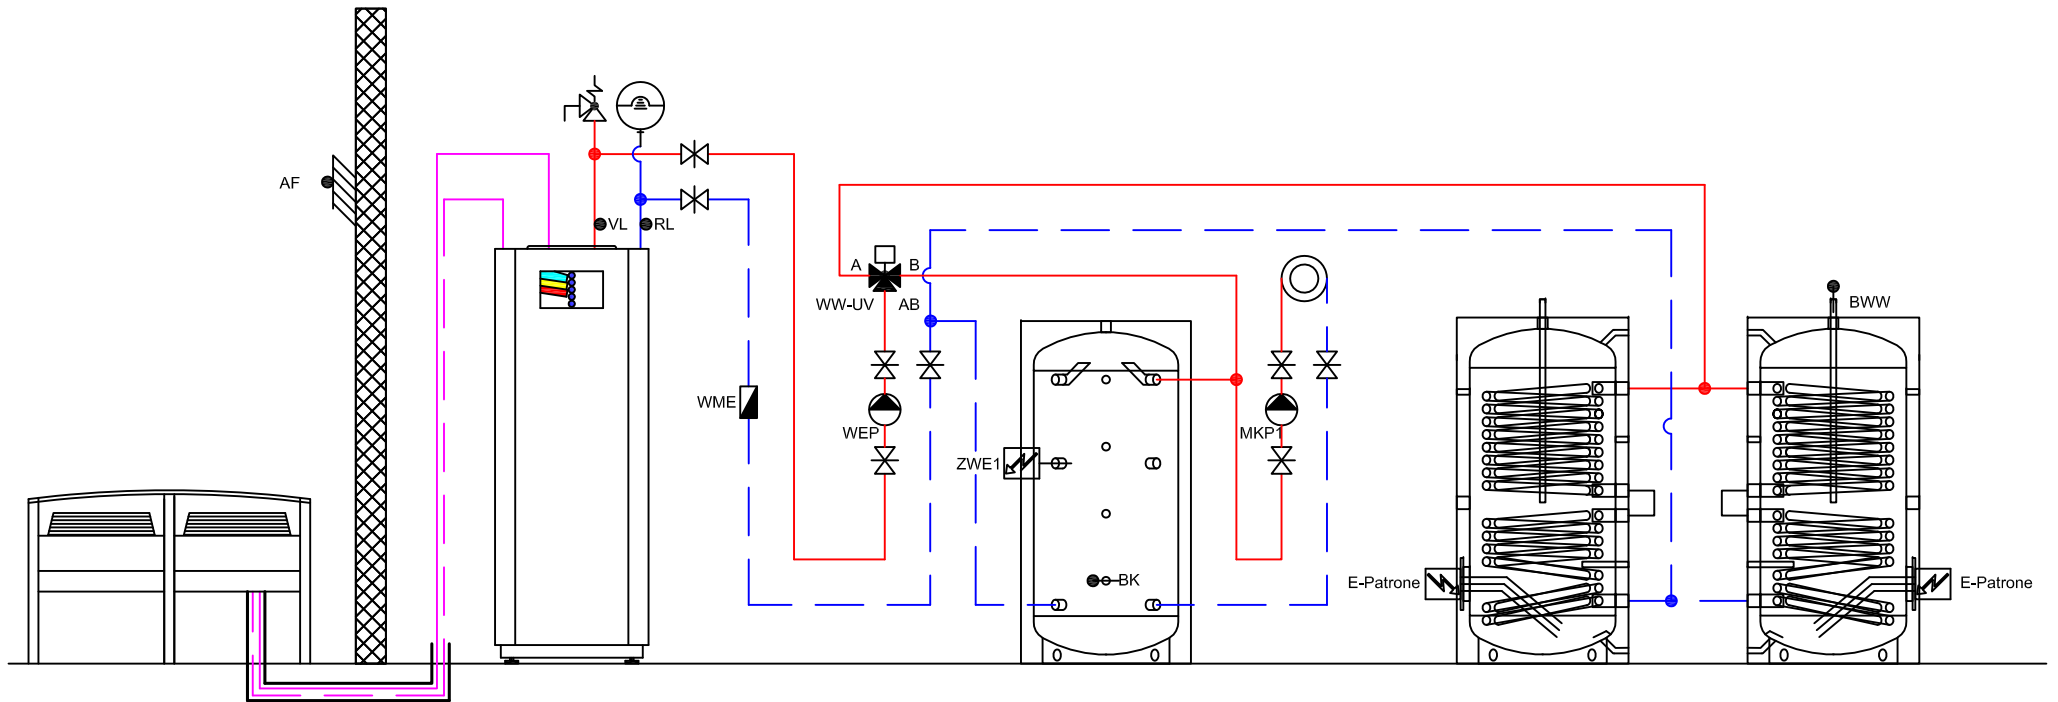 AF
VL
RL
A
B
WW-UV
AB
BWW
WME
WEP
MKP1
ZWE1
BK
E-Patrone
E-Patrone